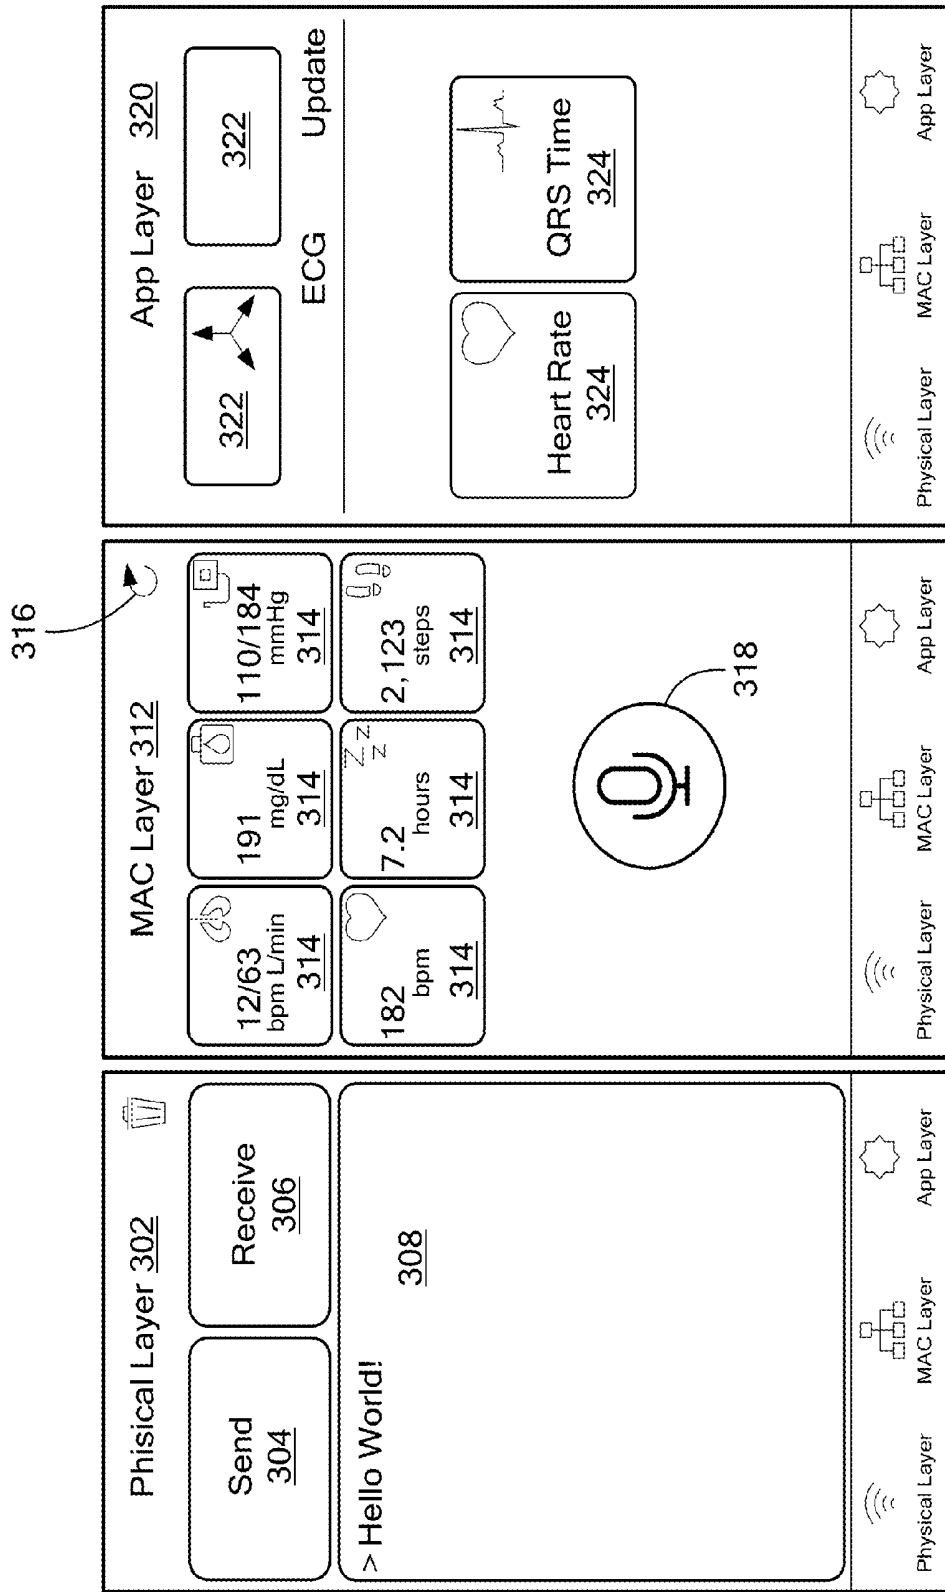 Phisical Layer 302
Send
304
Receive
306
> Hello World!
308
Physical Layer
MAC Layer
App Layer
316
MAC Layer 312
12/63
bpm L/min
314
191
mg/dL
314
110/184
mmHg
314
182
bpm
314
7.2
hours
314
2,123
steps
314
Z Z Z
318
Physical Layer
MAC Layer
App Layer
App Layer 320
322
322
ECG
Update
Heart Rate
324
QRS Time
324
Physical Layer
MAC Layer
App Layer